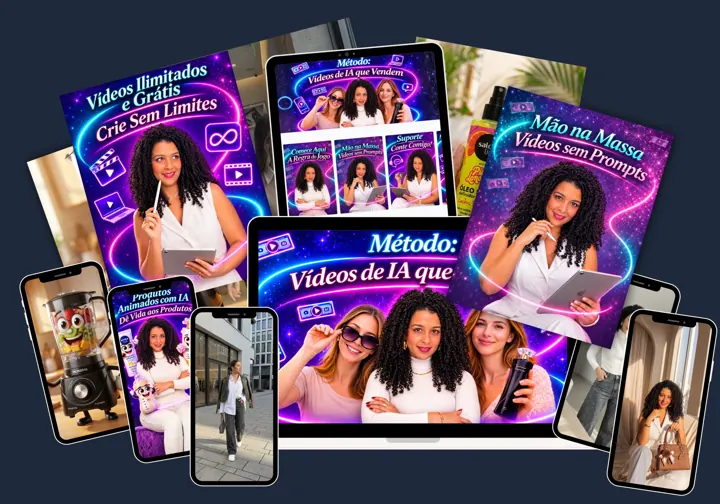 Vídeos Ilimitados
e Grátis
Crie Sem Limites
Método:
Vídeos de IA que Vendem
Comece Aqui
A Regra do Jogo
Mão na Massa
Vídeos sem Prompts
Suporte
Conte Comigo!
Mão na Massa
Vídeos sem Prompts
Método:
Vídeos de IA que
Produtos
Animados com IA
Dê Vida aos Produtos